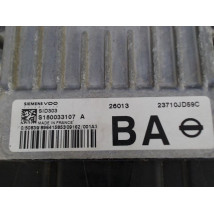 SIEMENS VDO
SID303
S180033107 A
MADE IN FRANCE
26013
23710JD59C
BA